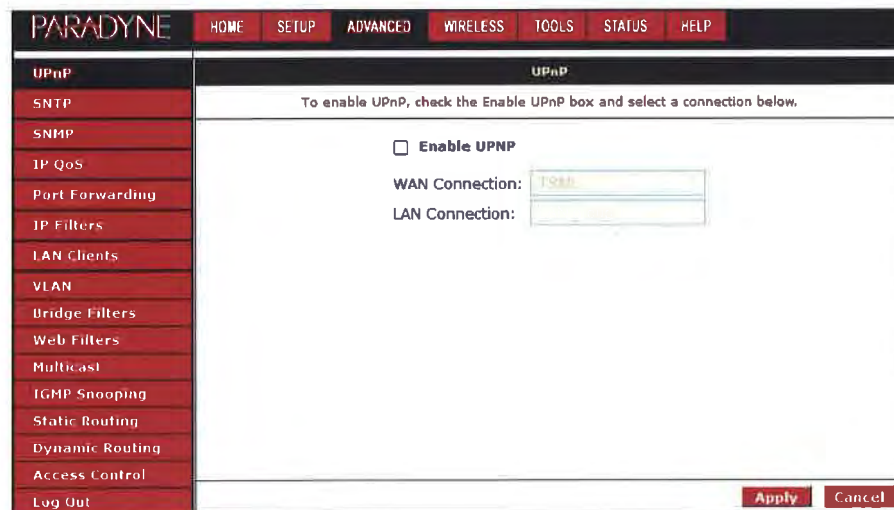 PARADYNE
HOME SETUP ADVANCED WIRELESS TOOLS STATUS HELP
UPnP
SNTP
SNMP
IP QoS
Port Forwarding
IP Filters
LAN Clients
VLAN
Bridge Filters
Web Filters
Multicast
IGMP Snooping
Static Routing
Dynamic Routing
Access Control
Log Out
UPnP
To enable UPnP, check the Enable UPnP box and select a connection below.
Enable UPNP
WAN Connection:
LAN Connection:
Apply Cancel